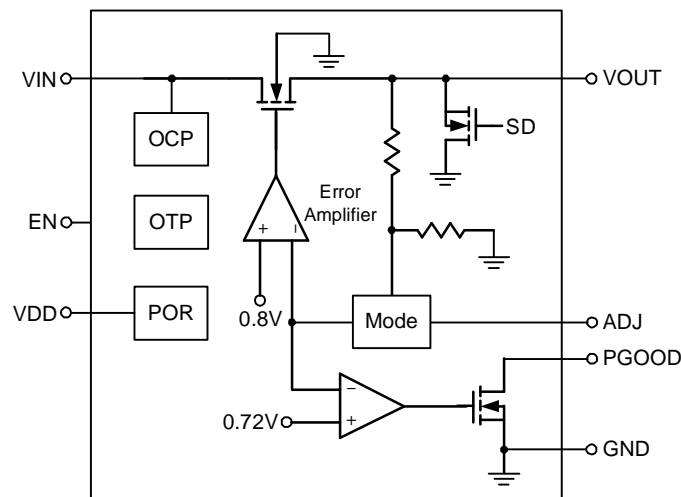 VIN
VOUT
OCP
SD
Error
Amplifier
EN
OTP
+
−
VDD
POR
0.8V
Mode
ADJ
PGOOD
−
0.72V
+
GND